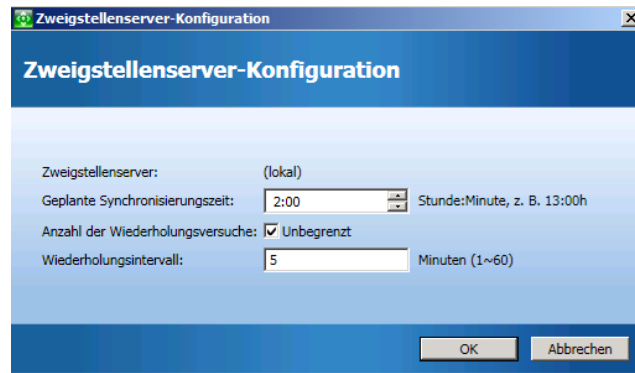 Zweigstellenserver-Konfiguration
Zweigstellenserver-Konfiguration
Zweigstellenserver: (lokal)
Geplante Synchronisierungszeit: 2:00 Stunde:Minute, z. B. 13:00h
Anzahl der Wiederholungsversuche: Unbegrenzt
Wiederholungsintervall: 5 Minuten (1~60)
OK Abbrechen